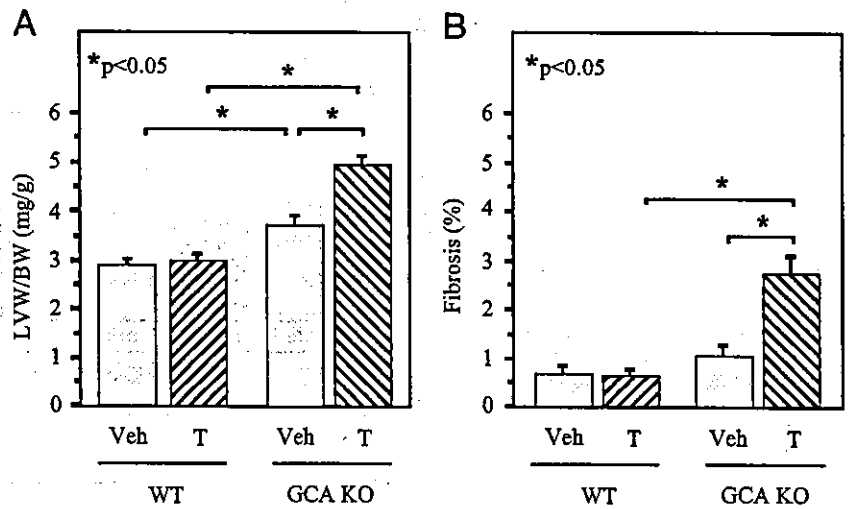 A
*p<0.05
*
*
*
6
5
4
3
2
1
0
LVW/BW (mg/g)
Veh T Veh T
WT GCA KO
B
*p<0.05
*
*
6
5
4
3
2
1
0
Fibrosis (%)
Veh T Veh T
WT GCA KO